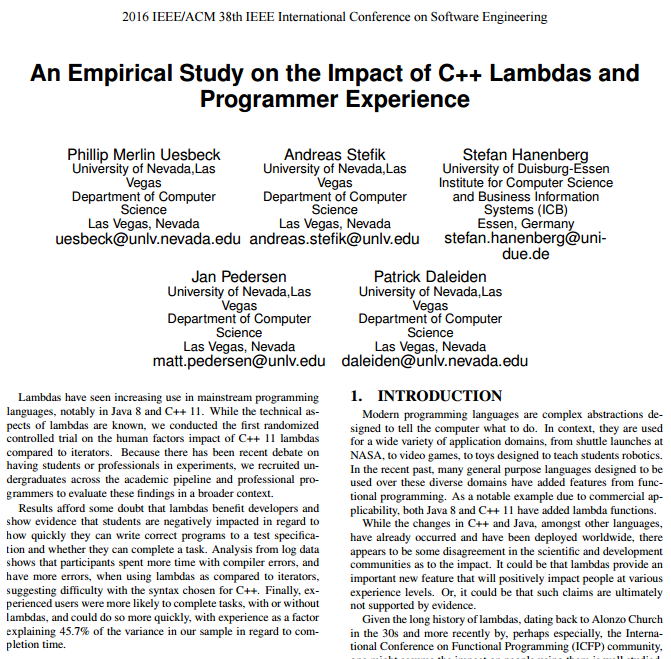 2016 IEEE/ACM 38th IEEE International Conference on Software Engineering
An Empirical Study on the Impact of C++ Lambdas and
Programmer Experience
Phillip Merlin Uesbeck
University of Nevada,Las
Vegas
Department of Computer
Science
Las Vegas, Nevada
uesbeck@unlv.nevada.edu
Andreas Stefik
University of Nevada,Las
Vegas
Department of Computer
Science
Las Vegas, Nevada
andreas.stefik@unlv.edu
Stefan Hanenberg
University of Duisburg-Essen
Institute for Computer Science
and Business Information
Systems (ICB)
Essen, Germany
stefan.hanenberg@uni-
due.de
Jan Pedersen
University of Nevada,Las
Vegas
Department of Computer
Science
Las Vegas, Nevada
matt.pedersen@unlv.edu
Patrick Daleiden
University of Nevada,Las
Vegas
Department of Computer
Science
Las Vegas, Nevada
daleiden@unlv.nevada.edu
Lambdas have seen increasing use in mainstream programming
languages, notably in Java 8 and C++ 11. While the technical as-
pects of lambdas are known, we conducted the first randomized
controlled trial on the human factors impact of C++ 11 lambdas
compared to iterators. Because there has been recent debate on
having students or professionals in experiments, we recruited un-
dergraduates across the academic pipeline and professional pro-
grammers to evaluate these findings in a broader context.
Results afford some doubt that lambdas benefit developers and
show evidence that students are negatively impacted in regard to
how quickly they can write correct programs to a test specifica-
tion and whether they can complete a task. Analysis from log data
shows that participants spent more time with compiler errors, and
have more errors, when using lambdas as compared to iterators,
suggesting difficulty with the syntax chosen for C++. Finally, ex-
perienced users were more likely to complete tasks, with or without
lambdas, and could do so more quickly, with experience as a factor
explaining 45.7% of the variance in our sample in regard to com-
pletion time.
1. INTRODUCTION
Modern programming languages are complex abstractions de-
signed to tell the computer what to do. In context, they are used
for a wide variety of application domains, from shuttle launches at
NASA, to video games, to toys designed to teach students robotics.
In the recent past, many general purpose languages designed to be
used over these diverse domains have added features from func-
tional programming. As a notable example due to commercial ap-
plicability, both Java 8 and C++ 11 have added lambda functions.
While the changes in C++ and Java, amongst other languages,
have already occurred and have been deployed worldwide, there
appears to be some disagreement in the scientific and development
communities as to the impact. It could be that lambdas provide an
important new feature that will positively impact people at various
experience levels. Or, it could be that such claims are ultimately
not supported by evidence.
Given the long history of lambdas, dating back to Alonzo Church
in the 30s and more recently by, perhaps especially, the Interna-
tional Conference on Functional Programming (ICFP) community,